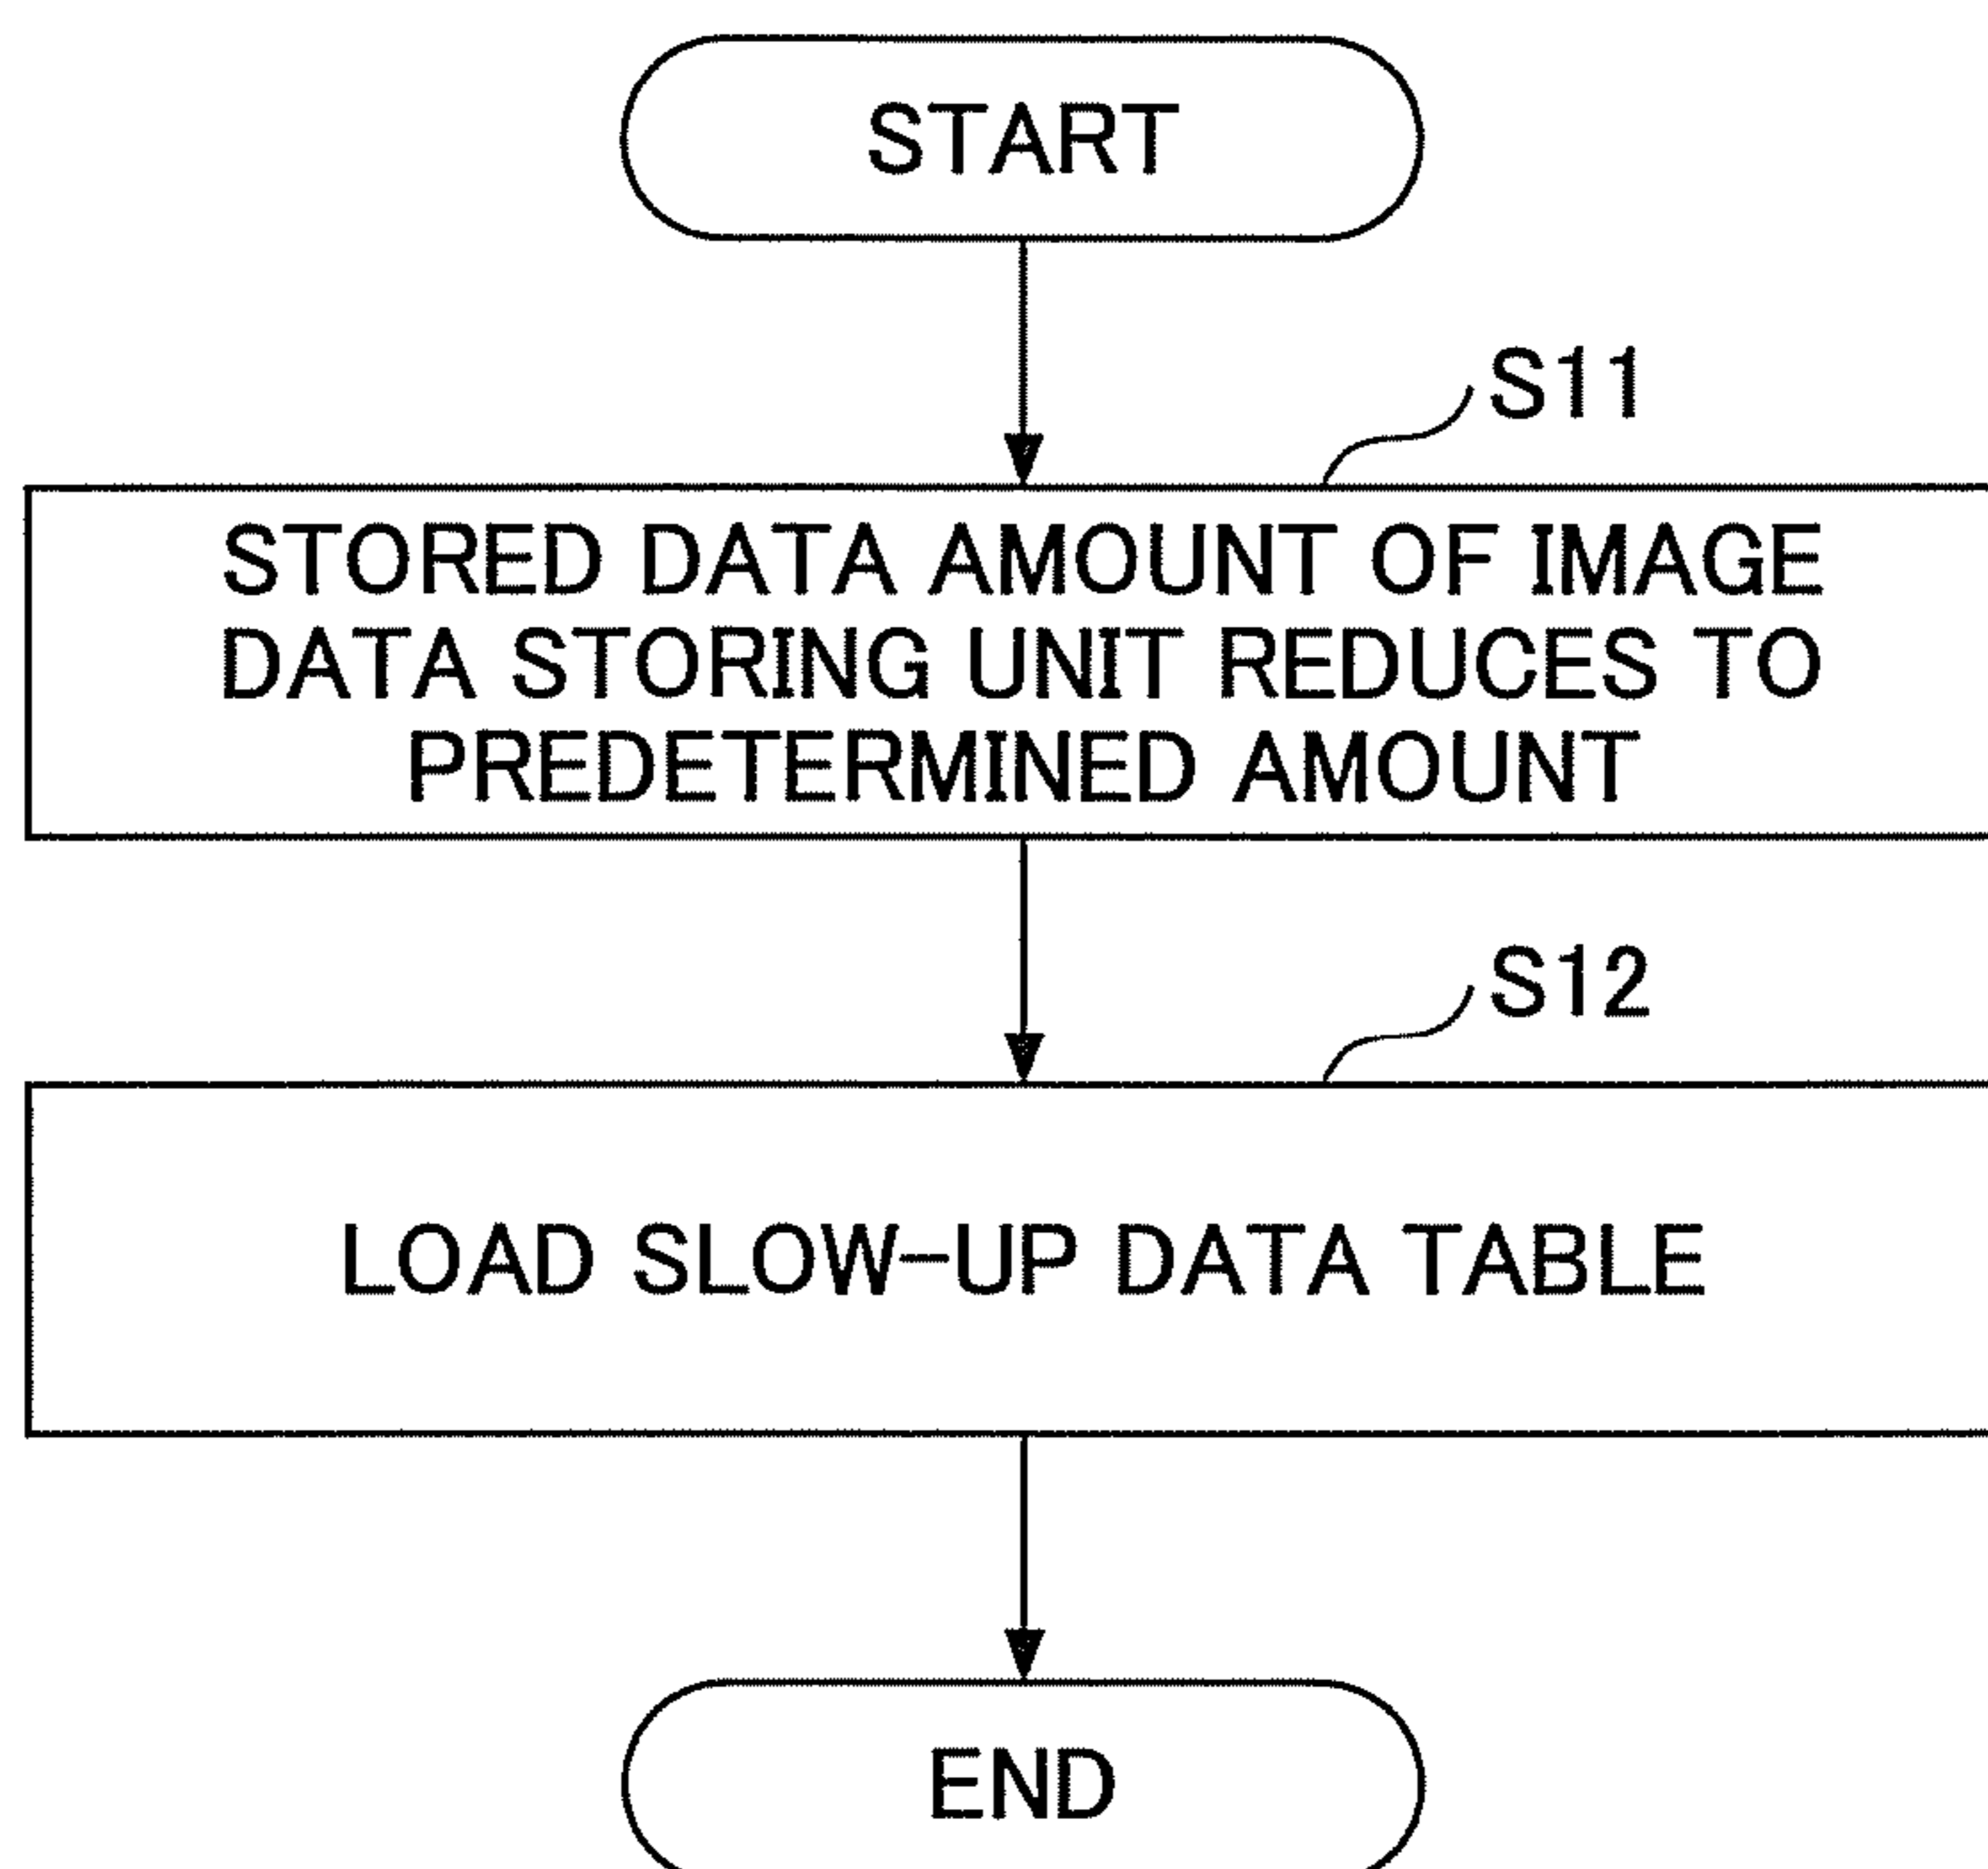 START
S11
STORED DATA AMOUNT OF IMAGE
DATA STORING UNIT REDUCES TO
PREDETERMINED AMOUNT
S12
LOAD SLOW-UP DATA TABLE
END